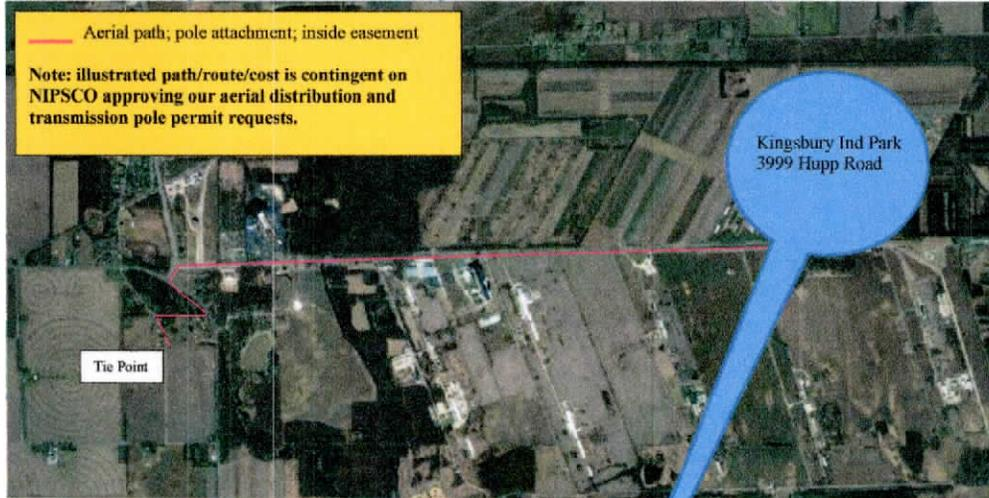 Aerial path; pole attachment; inside easement
Note: illustrated path/route/cost is contingent on
NIPSCO approving our aerial distribution and
transmission pole permit requests.
Kingsbury Ind Park
3999 Hupp Road
Tie Point